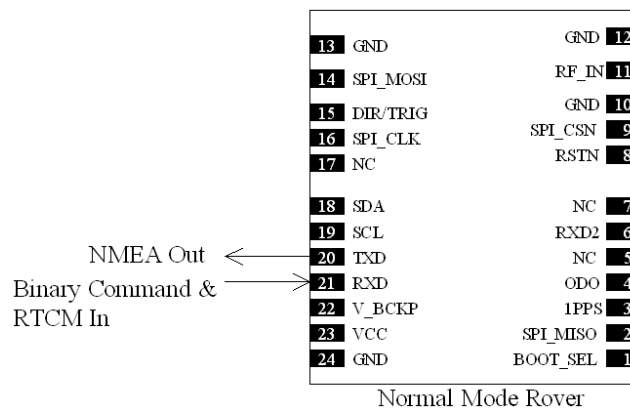 13 GND
14 SPI_MOSI
15 DIR/TRIG
16 SPI_CLK
17 NC
18 SDA
19 SCL
20 TXD
21 RXD
22 V_BCKP
23 VCC
24 GND
GND 12
RF_IN 11
GND 10
SPI_CSN 9
RSTN 8
NC 7
RXD2 6
NC 5
ODO 4
1PPS 3
SPI_MISO 2
BOOT_SEL 1
NMEA Out
Binary Command &
RTCM In
Normal Mode Rover